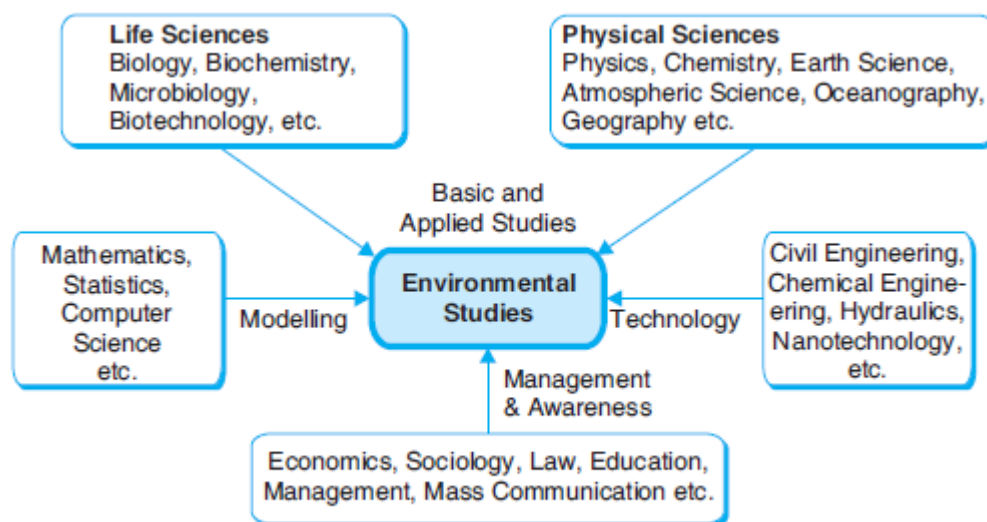 Life Sciences
Biology, Biochemistry,
Microbiology,
Biotechnology, etc.
Physical Sciences
Physics, Chemistry, Earth Science,
Atmospheric Science, Oceanography,
Geography etc.
Basic and
Applied Studies
Mathematics,
Statistics,
Computer
Science
etc.
Modelling
Environmental
Studies
Technology
Civil Engineering,
Chemical Engine-
ering, Hydraulics,
Nanotechnology,
etc.
Management
& Awareness
Economics, Sociology, Law, Education,
Management, Mass Communication etc.